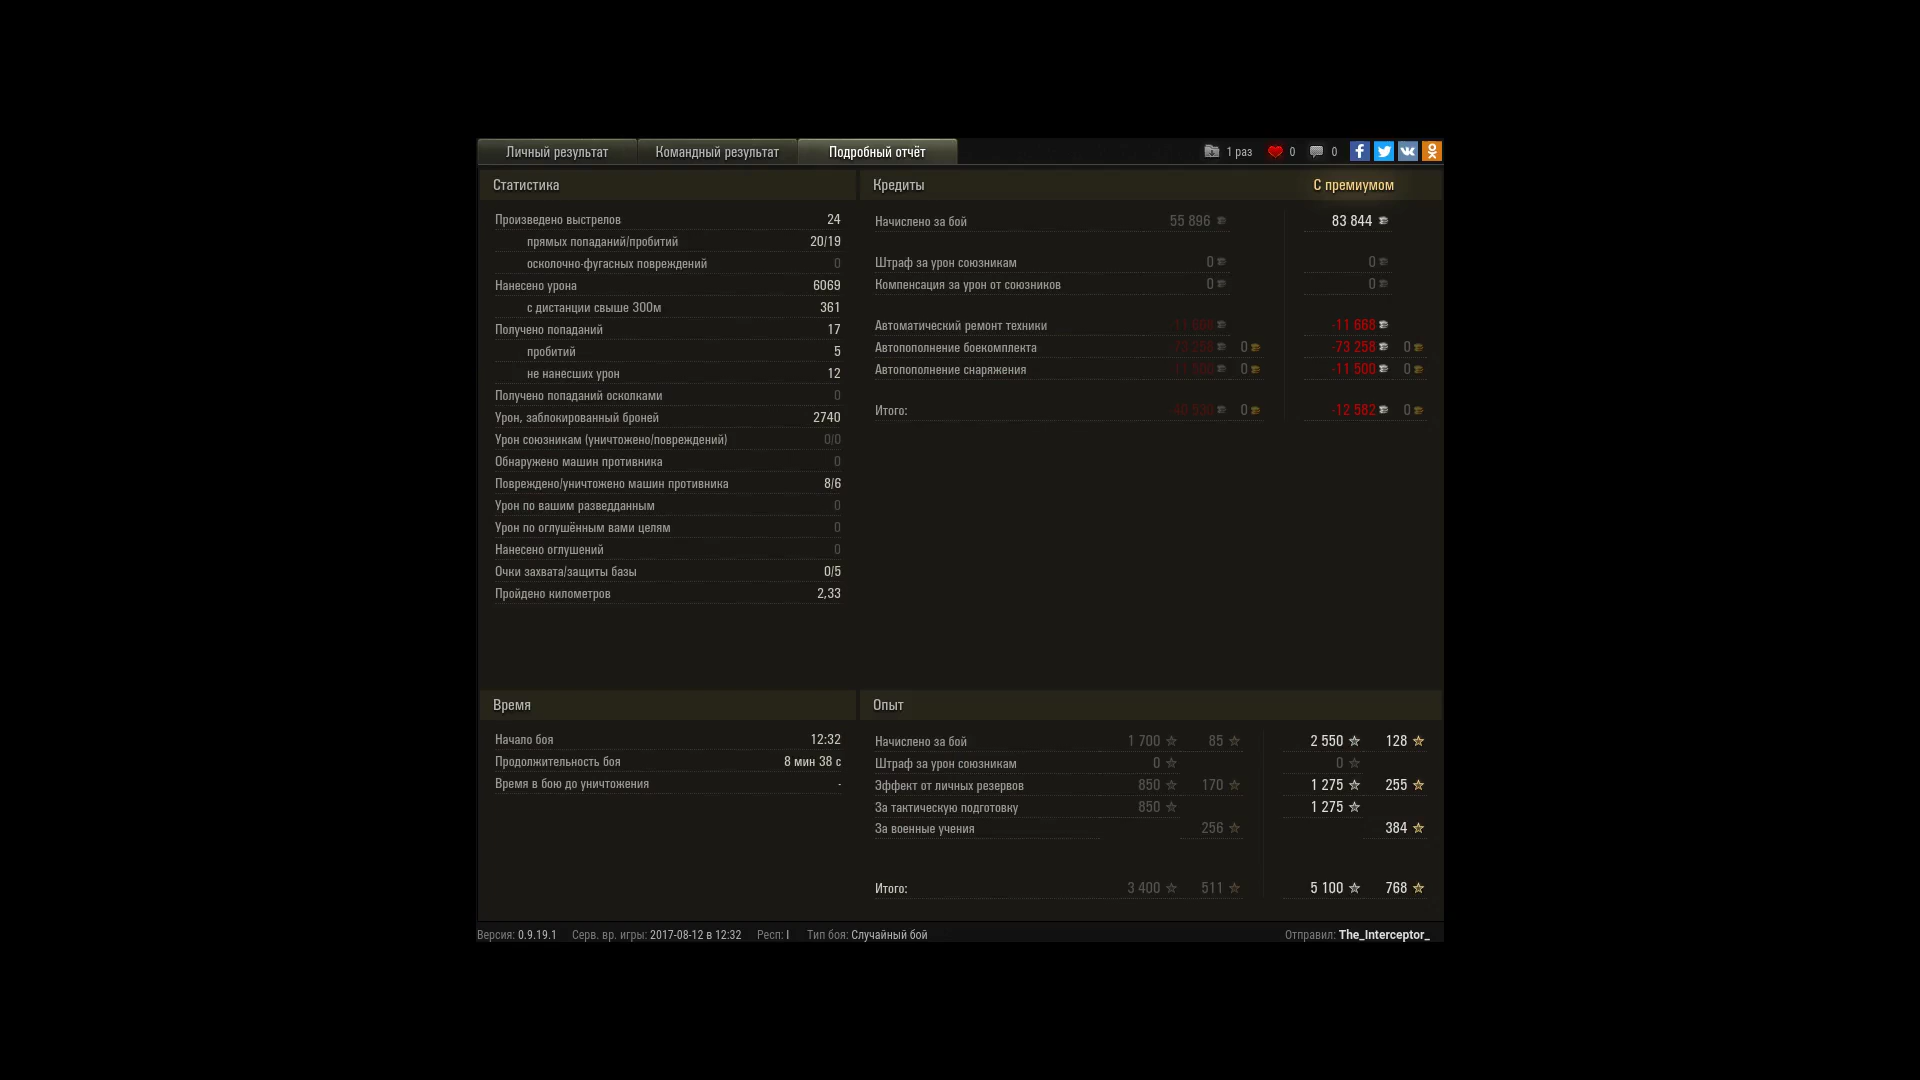 Личный результат Командный результат Подробный отчёт 1 раз 0 0
Статистика
Произведено выстрелов 24
прямых попаданий/пробитий 20/19
осколочно-фугасных повреждений 0
Нанесено урона 6069
с дистанции свыше 300м 361
Получено попаданий 17
пробитий 5
не нанесших урон 12
Получено попаданий осколками 0
Урон, заблокированный броней 2740
Урон союзникам (уничтожено/повреждений) 0/0
Обнаружено машин противника 0
Повреждено/уничтожено машин противника 8/6
Урон по вашим разведданным 0
Урон по оглушённым вами целям 0
Нанесено оглушений 0
Очки захвата/защиты базы 0/5
Пройдено километров 2,33
Кредиты С премиумом
Начислено за бой 55 896 83 844
Штраф за урон союзникам 0 0
Компенсация за урон от союзников 0 0
Автоматический ремонт техники -11 668 -11 668
Автопополнение боекомплекта -73 258 0 -73 258 0
Автопополнение снаряжения -11 500 0 -11 500 0
Итого: -40 530 0 -12 582 0
Время
Начало боя 12:32
Продолжительность боя 8 мин 38 с
Время в бою до уничтожения -
Опыт
Начислено за бой 1 700 85 2 550 128
Штраф за урон союзникам 0 0
Эффект от личных резервов 850 170 1 275 255
За тактическую подготовку 850 1 275
За военные учения 256 384
Итого: 3 400 511 5 100 768
Версия: 0.9.19.1 Серв. вр. игры: 2017-08-12 в 12:32 Респ: I Тип боя: Случайный бой Отправил: The_Interceptor_